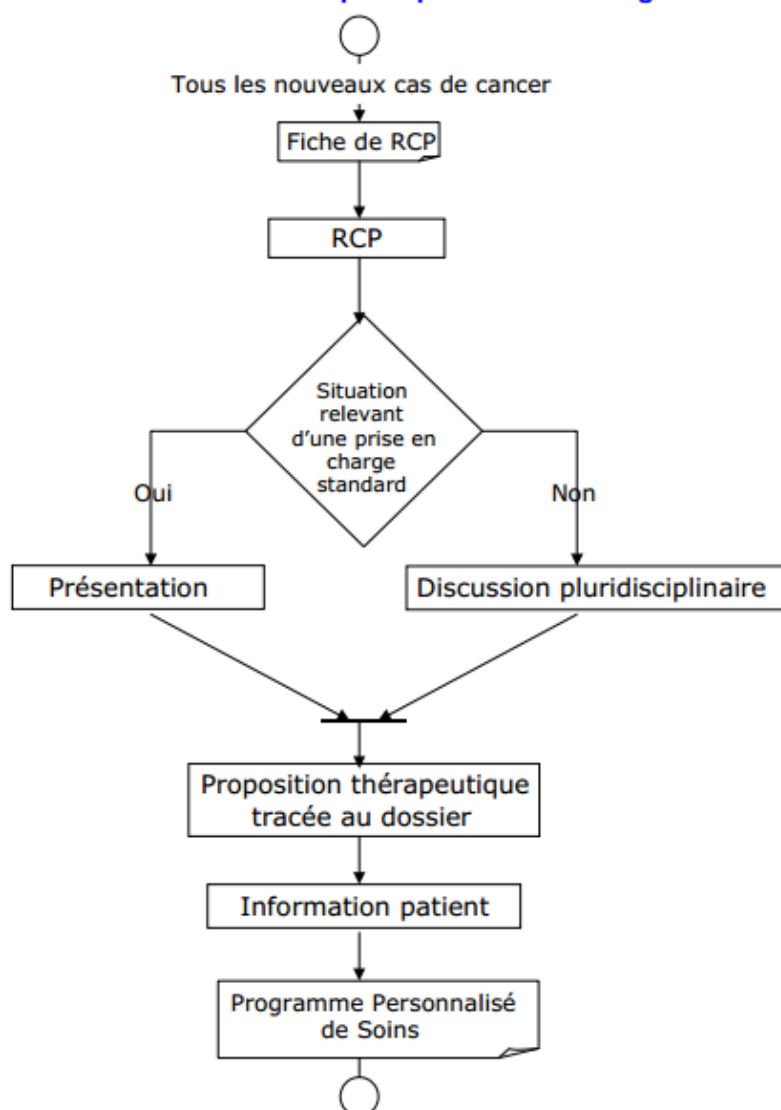 Tous les nouveaux cas de cancer
Fiche de RCP
RCP
Situation
relevant
d'une prise en
charge
standard
Oui
Non
Présentation
Discussion pluridisciplinaire
Proposition thérapeutique
tracée au dossier
Information patient
Programme Personnalisé
de Soins